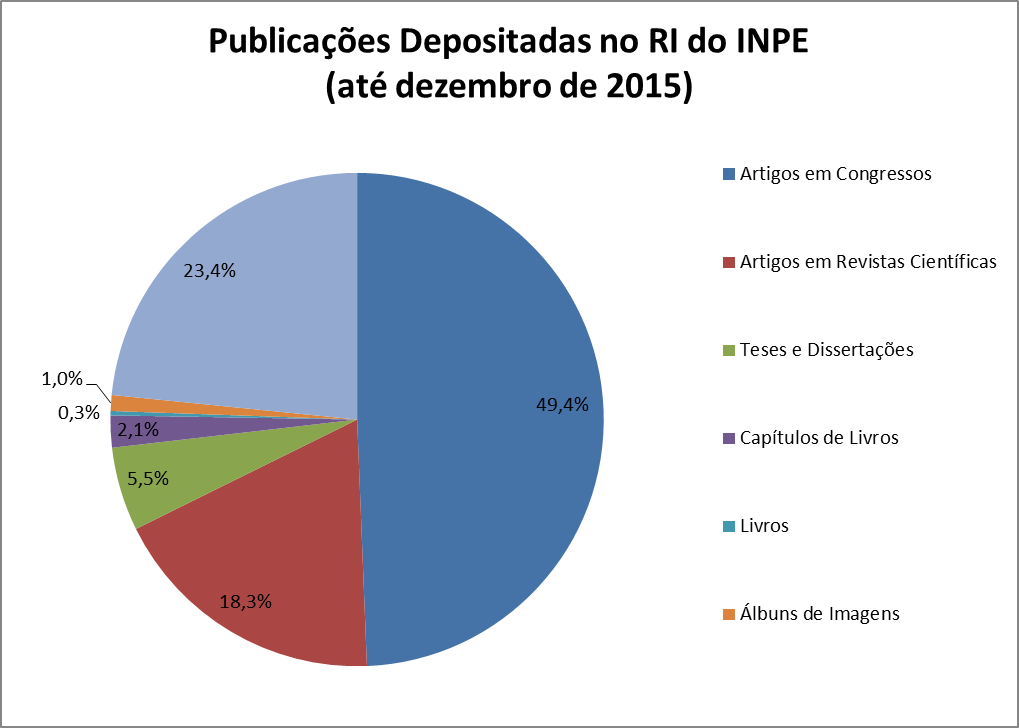 Publicações Depositadas no RI do INPE
(até dezembro de 2015)
Artigos em Congressos
Artigos em Revistas Científicas
Teses e Dissertações
Capítulos de Livros
Livros
Álbuns de Imagens
23,4%
1,0%
0,3%
2,1%
5,5%
18,3%
49,4%